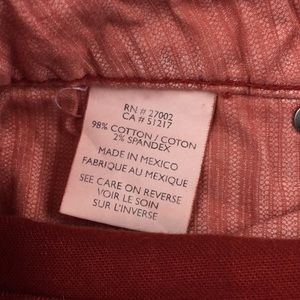 RN # 27002
CA # 51217
98% COTTON / COTON
2% SPANDEX
MADE IN MEXICO
FABRIQUE AU MEXIQUE
SEE CARE ON REVERSE
VOIR LE SOIN
SUR L'INVERSE